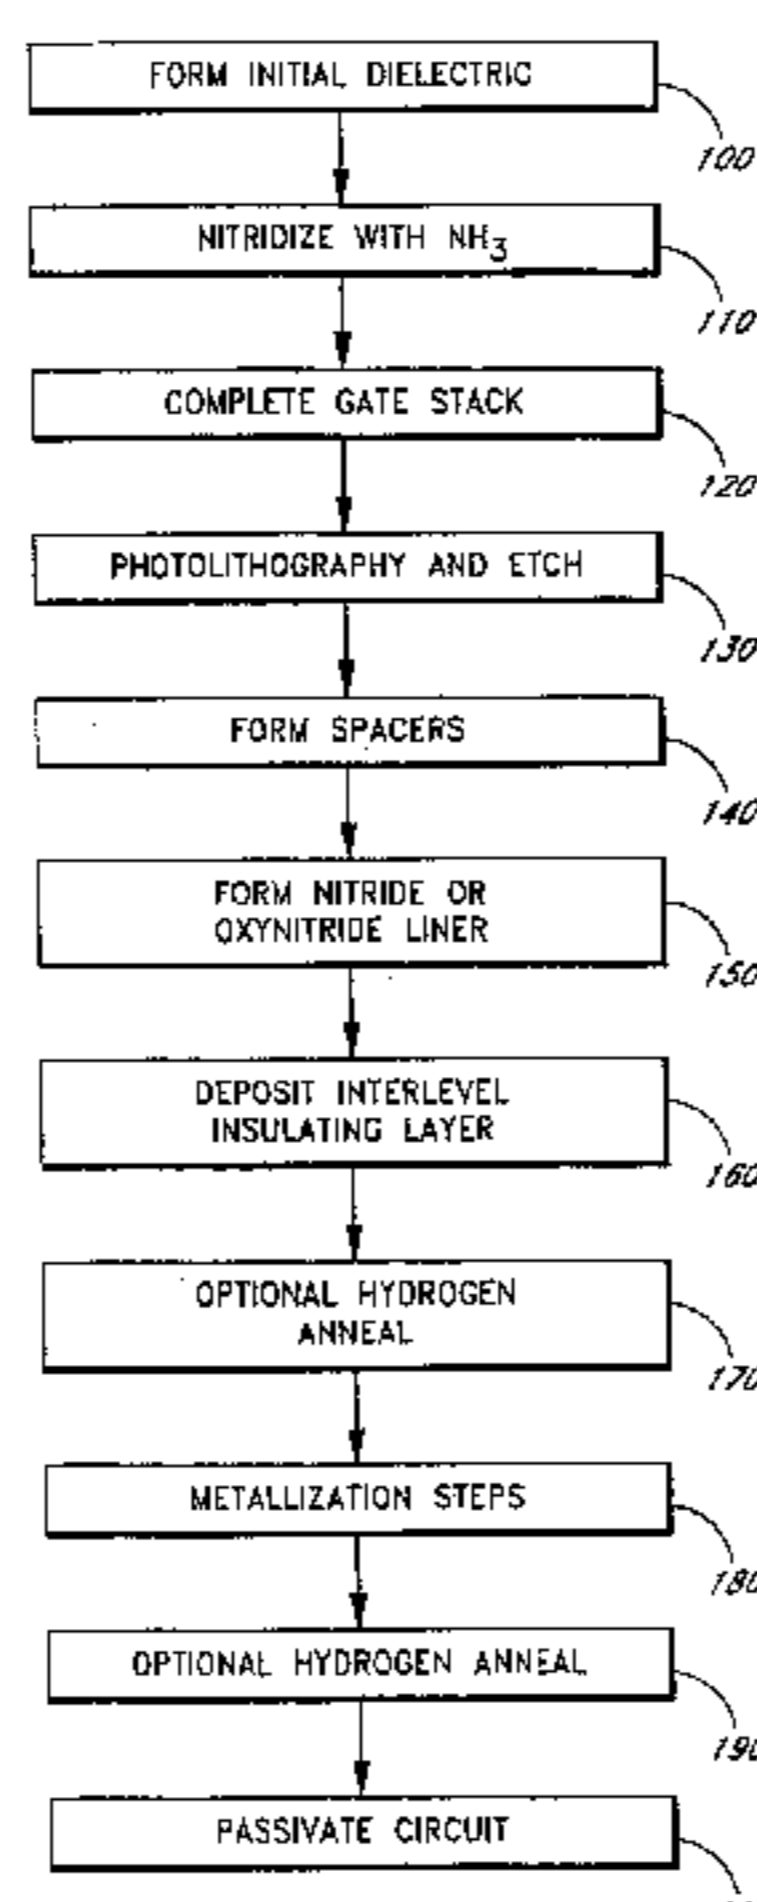 FORM INITIAL DIELECTRIC
100
NITRIDIZE WITH NH3
110
COMPLETE GATE STACK
120
PHOTOLITHOGRAPHY AND ETCH
130
FORM SPACERS
140
FORM NITRIDE OR
OXYNITRIDE LINER
150
DEPOSIT INTERLEVEL
INSULATING LAYER
160
OPTIONAL HYDROGEN
ANNEAL
170
METALLIZATION STEPS
180
OPTIONAL HYDROGEN ANNEAL
190
PASSIVATE CIRCUIT